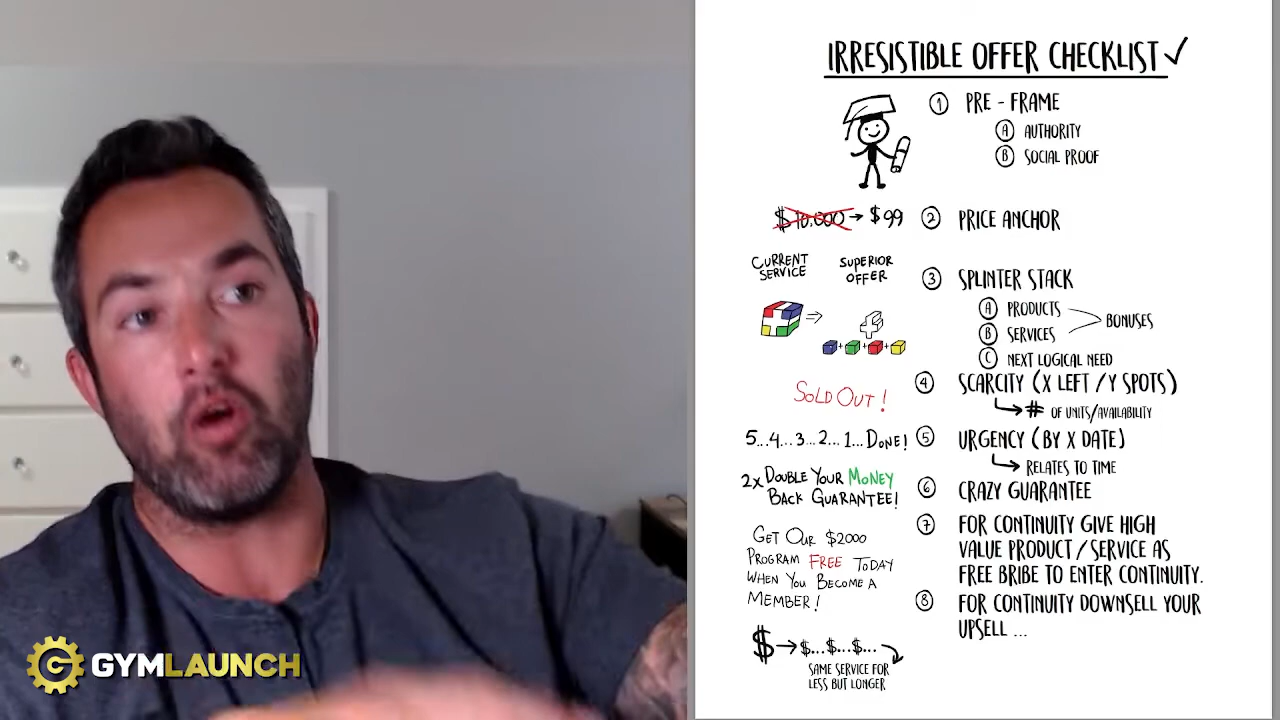 IRRESISTIBLE OFFER CHECKLIST ✓
1 PRE - FRAME
A AUTHORITY
B SOCIAL PROOF
$10,000 → $99
2 PRICE ANCHOR
CURRENT SERVICE
SUPERIOR OFFER
3 SPLINTER STACK
A PRODUCTS
B SERVICES
BONUSES
C NEXT LOGICAL NEED
SOLD OUT!
4 SCARCITY (X LEFT / Y SPOTS)
# OF UNITS/AVAILABILITY
5...4...3...2...1...DONE!
5 URGENCY (BY X DATE)
RELATES TO TIME
2x DOUBLE YOUR MONEY
BACK GUARANTEE!
6 CRAZY GUARANTEE
GET OUR $2000
PROGRAM FREE TODAY
WHEN YOU BECOME A
MEMBER!
7 FOR CONTINUITY GIVE HIGH
VALUE PRODUCT / SERVICE AS
FREE BRIBE TO ENTER CONTINUITY.
8 FOR CONTINUITY DOWNSELL YOUR
UPSELL ...
$ → $...$...$...
SAME SERVICE FOR
LESS BUT LONGER
G GYMLAUNCH